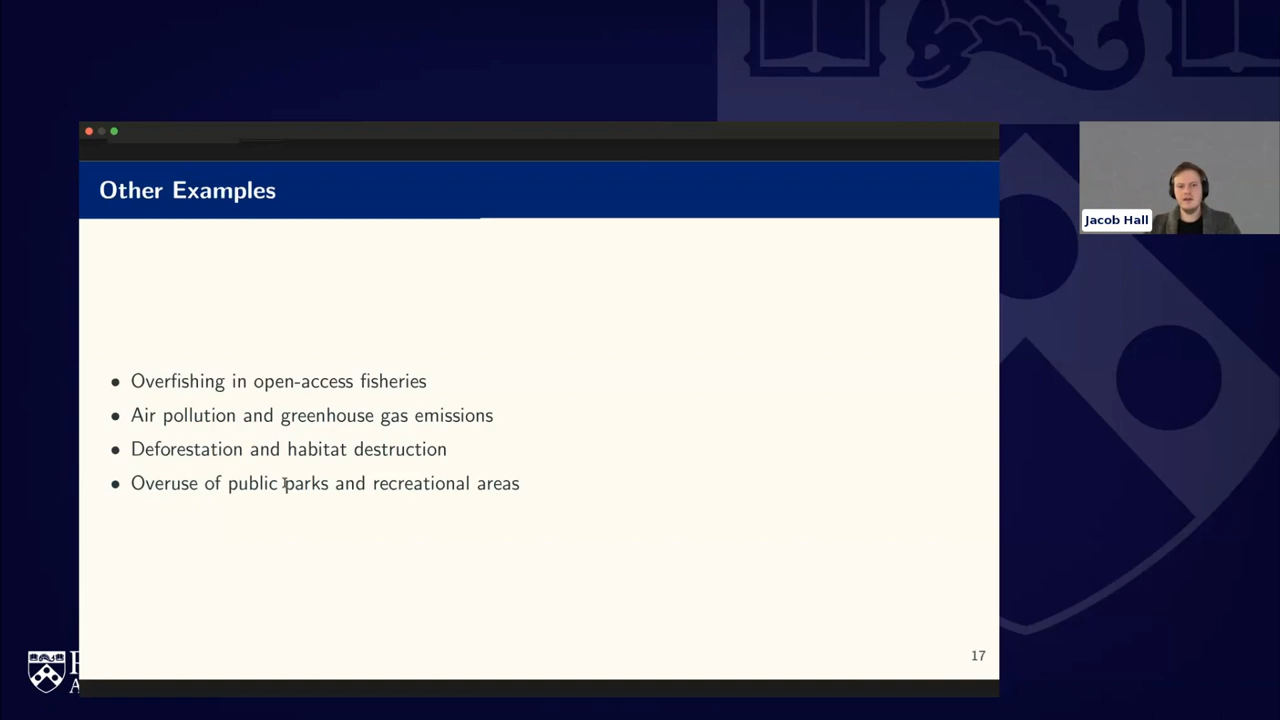 Other Examples
Jacob Hall
• Overfishing in open-access fisheries
• Air pollution and greenhouse gas emissions
• Deforestation and habitat destruction
• Overuse of public parks and recreational areas
17